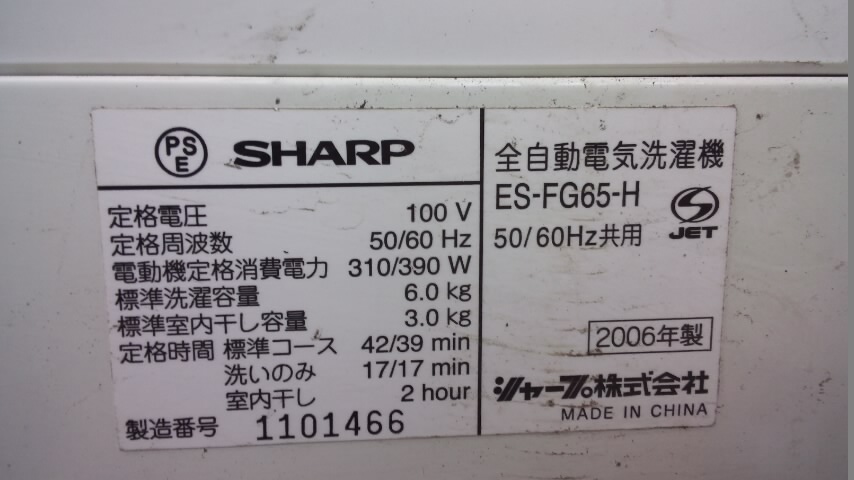 PS
E
SHARP
定格電圧 100 V
定格周波数 50/60 Hz
電動機定格消費電力 310/390 W
標準洗濯容量 6.0 kg
標準室内干し容量 3.0 kg
定格時間 標準コース 42/39 min
洗いのみ 17/17 min
室内干し 2 hour
製造番号 1101466
全自動電気洗濯機
ES-FG65-H
50/60Hz共用
JET
2006年製
シャープ株式会社
MADE IN CHINA